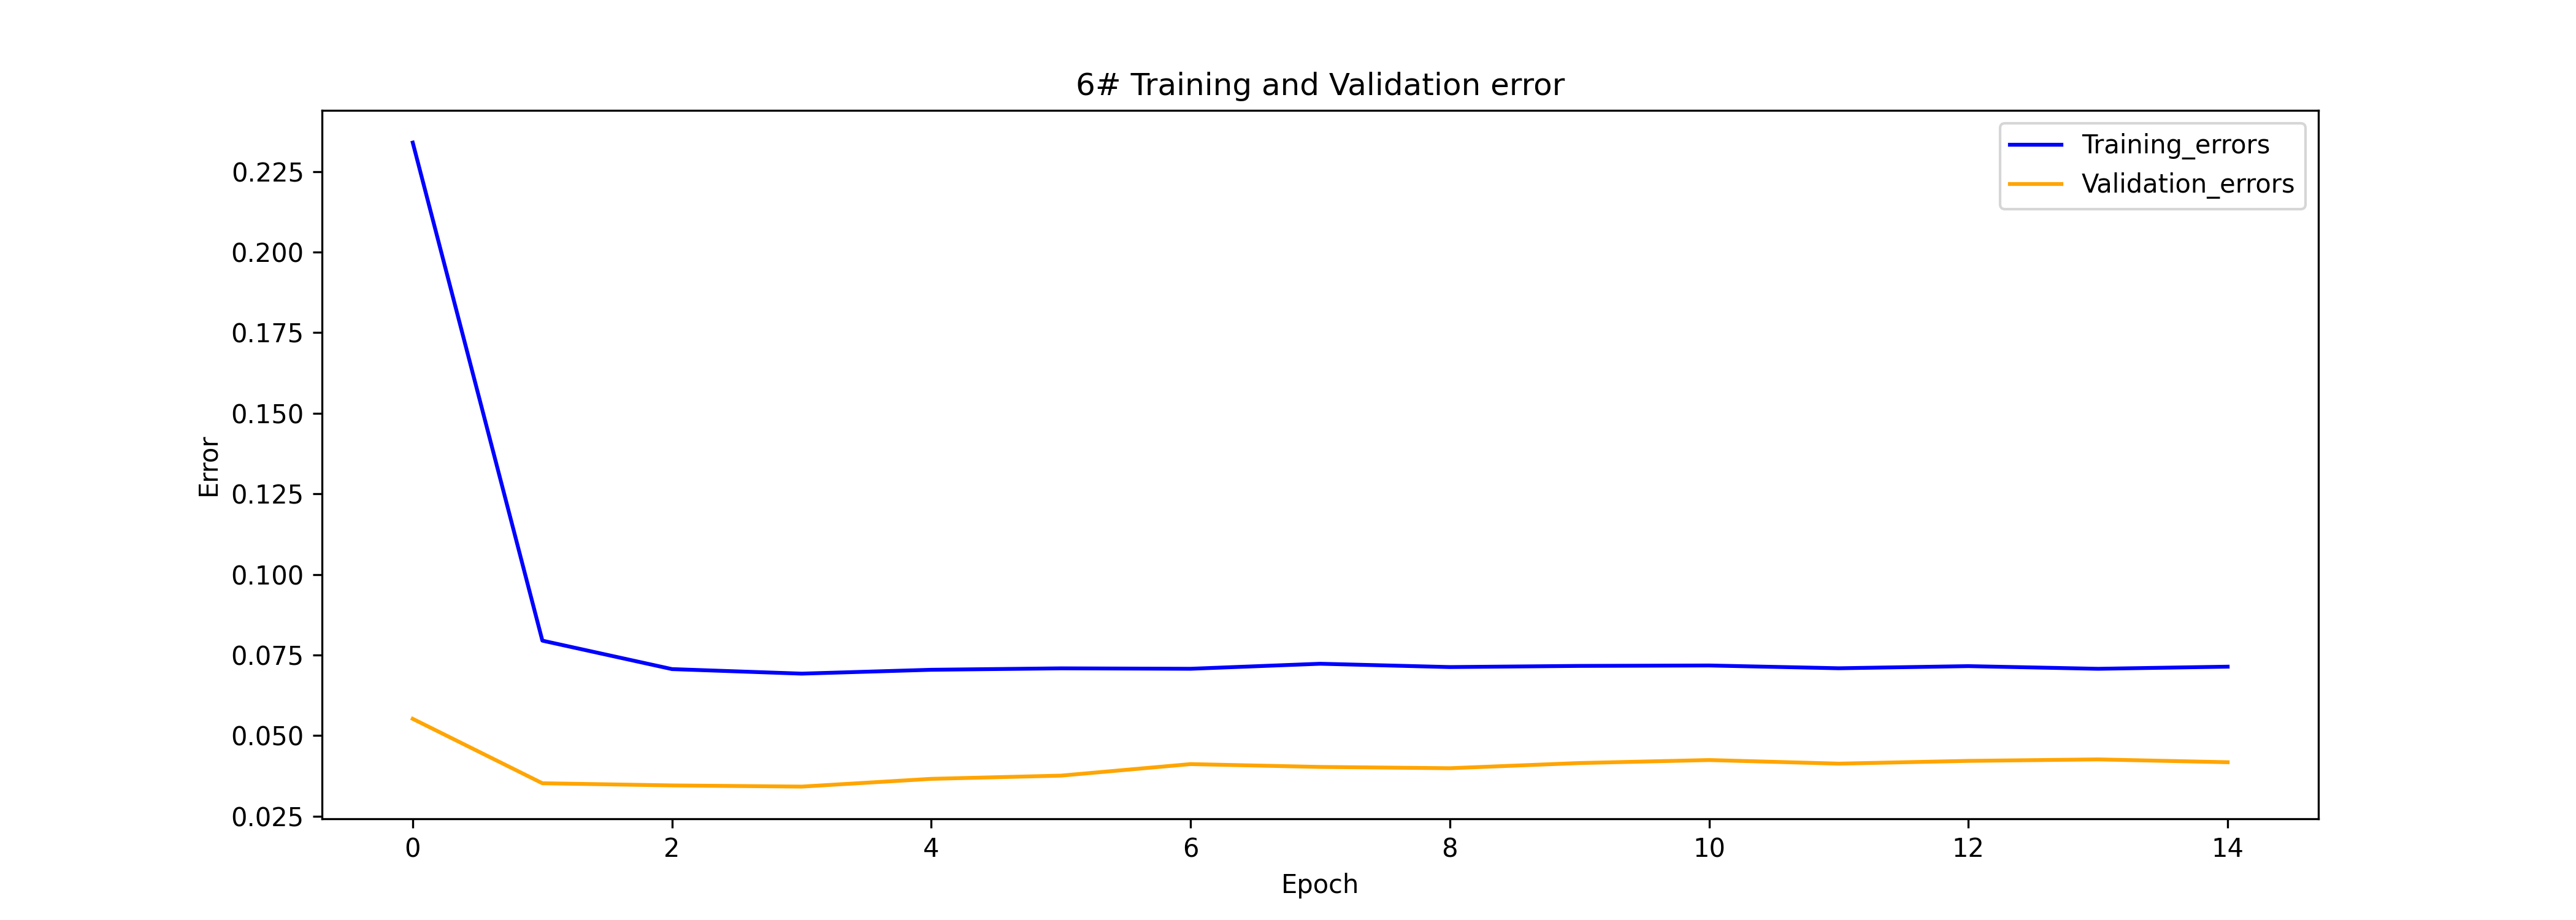 6# Training and Validation error
Training_errors
Validation_errors
0.225
0.200
0.175
0.150
0.125
0.100
0.075
0.050
0.025
Error
0 2 4 6 8 10 12 14
Epoch